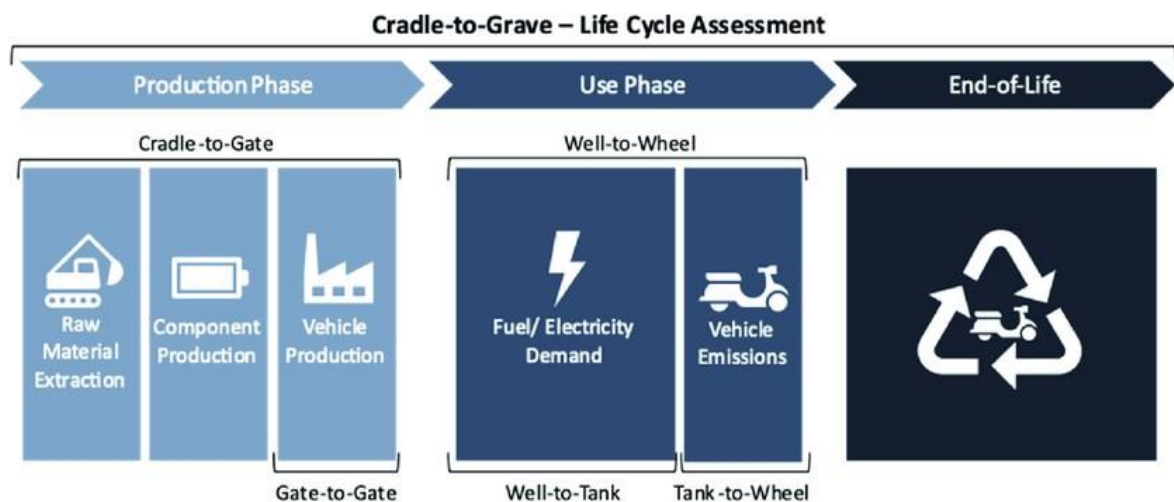 Cradle-to-Grave – Life Cycle Assessment
Production Phase
Use Phase
End-of-Life
Cradle-to-Gate
Well-to-Wheel
Raw
Material
Extraction
Component
Production
Vehicle
Production
Fuel/ Electricity
Demand
Vehicle
Emissions
Gate-to-Gate
Well-to-Tank
Tank-to-Wheel